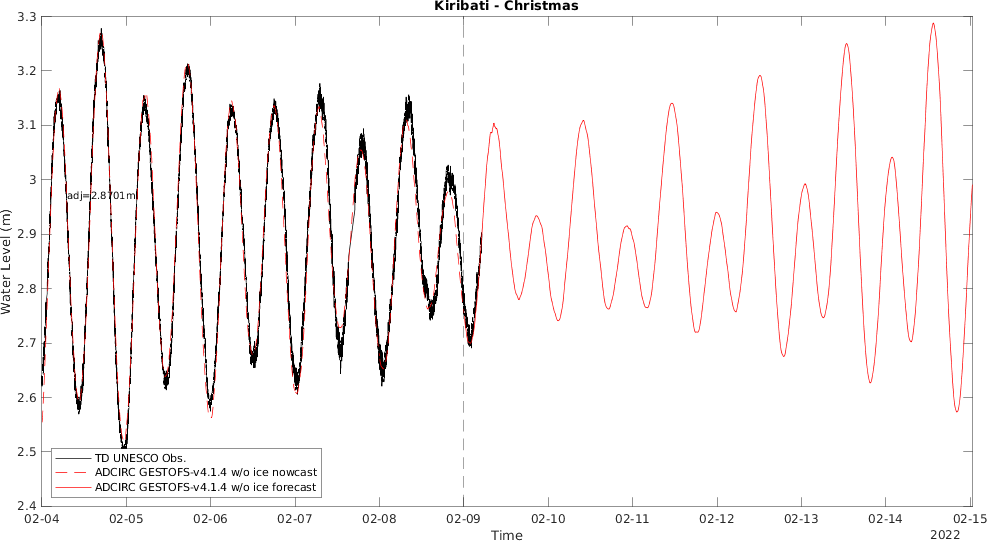 Kiribati - Christmas
3.3
3.2
3.1
3
2.9
2.8
2.7
2.6
2.5
2.4
Water Level (m)
adj=2.8701m
TD UNESCO Obs.
ADCIRC GESTOFS-v4.1.4 w/o ice nowcast
ADCIRC GESTOFS-v4.1.4 w/o ice forecast
02-04 02-05 02-06 02-07 02-08 02-09 02-10 02-11 02-12 02-13 02-14 02-15
Time
2022